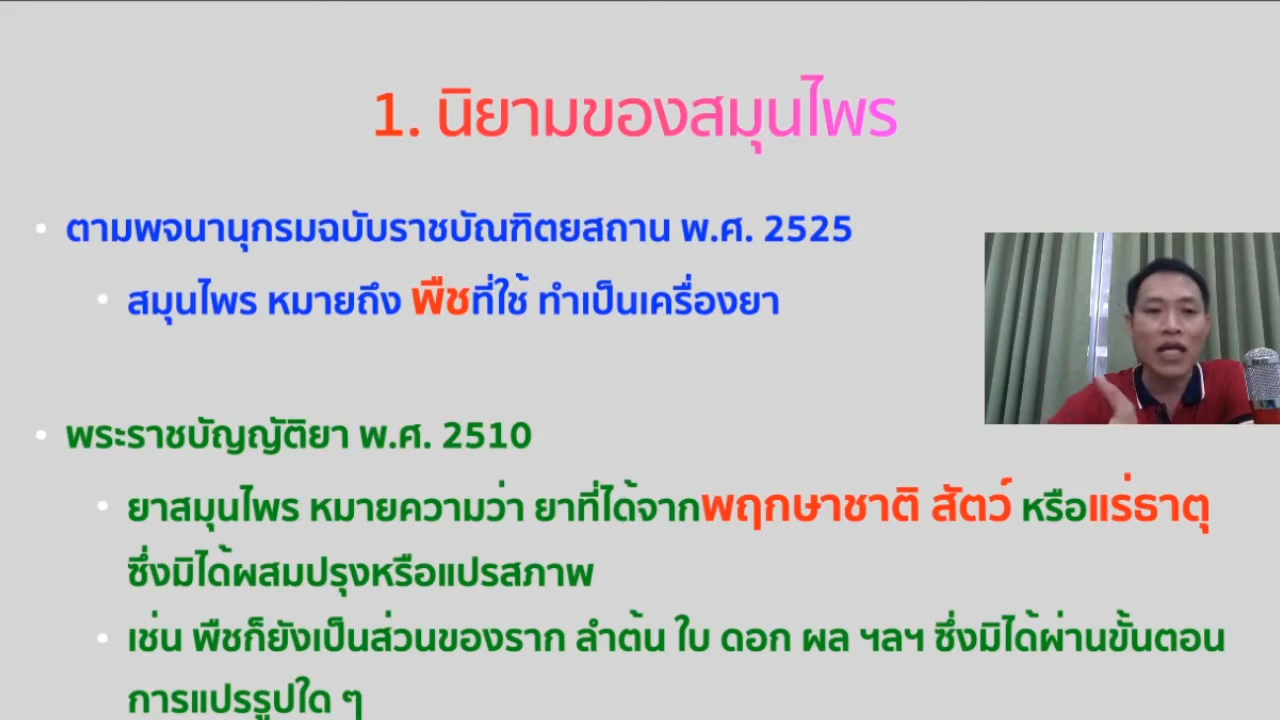 1. นิยามของสมุนไพร
ตามพจนานุกรมฉบับราชบัณฑิตยสถาน พ.ศ. 2525
สมุนไพร หมายถึง พืชที่ใช้ ทำเป็นเครื่องยา
พระราชบัญญัติยา พ.ศ. 2510
ยาสมุนไพร หมายความว่า ยาที่ได้จากพฤกษาชาติ สัตว์ หรือแร่ธาตุ
ซึ่งมิได้ผสมปรุงหรือแปรสภาพ
เช่น พืชก็ยังเป็นส่วนของราก ลำต้น ใบ ดอก ผล ฯลฯ ซึ่งมิได้ผ่านขั้นตอน
การแปรรูปใด ๆ